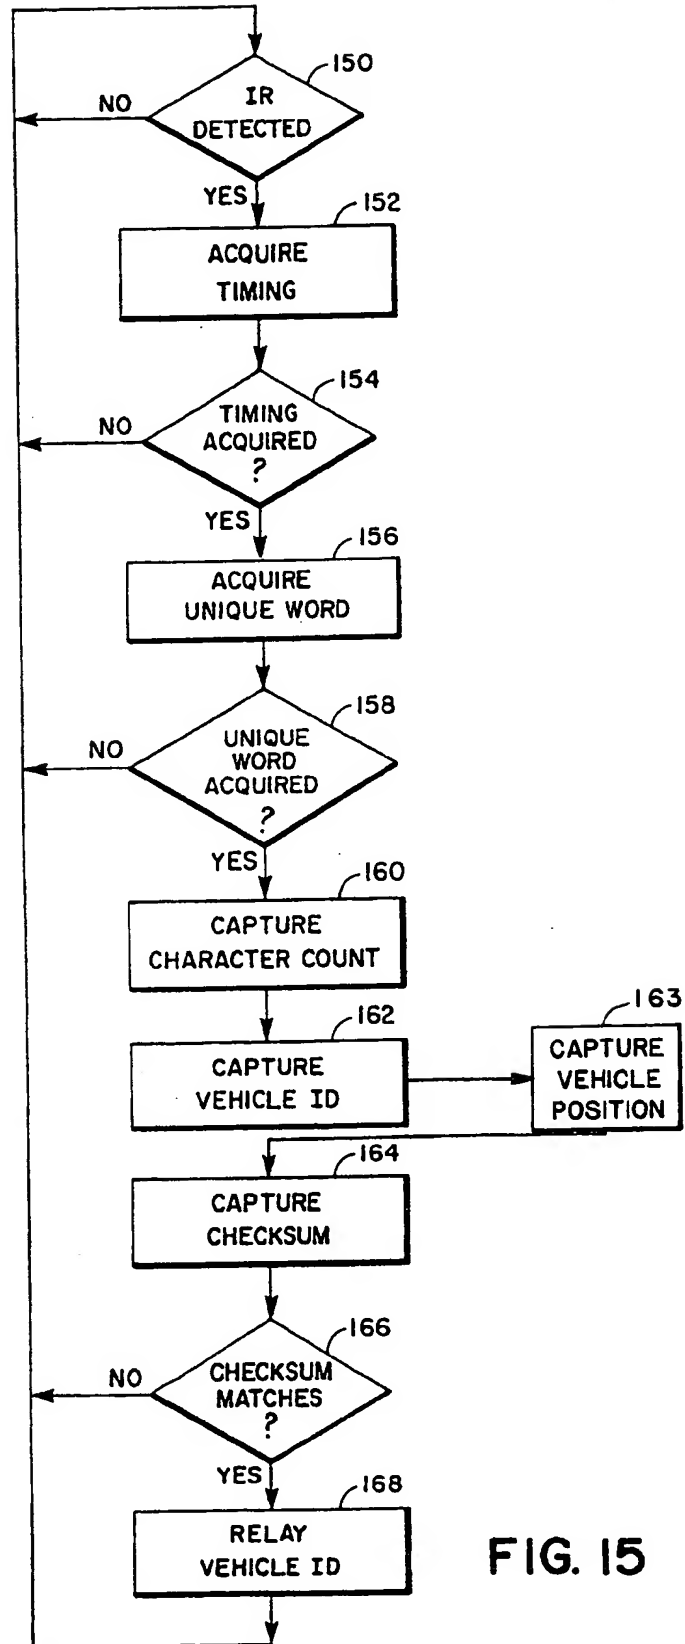 150
IR
DETECTED
NO
YES
152
ACQUIRE
TIMING
154
TIMING
ACQUIRED
?
NO
YES
156
ACQUIRE
UNIQUE WORD
158
UNIQUE
WORD
ACQUIRED
?
NO
YES
160
CAPTURE
CHARACTER COUNT
162
CAPTURE
VEHICLE ID
163
CAPTURE
VEHICLE
POSITION
164
CAPTURE
CHECKSUM
166
CHECKSUM
MATCHES
?
NO
YES
168
RELAY
VEHICLE ID
FIG. 15